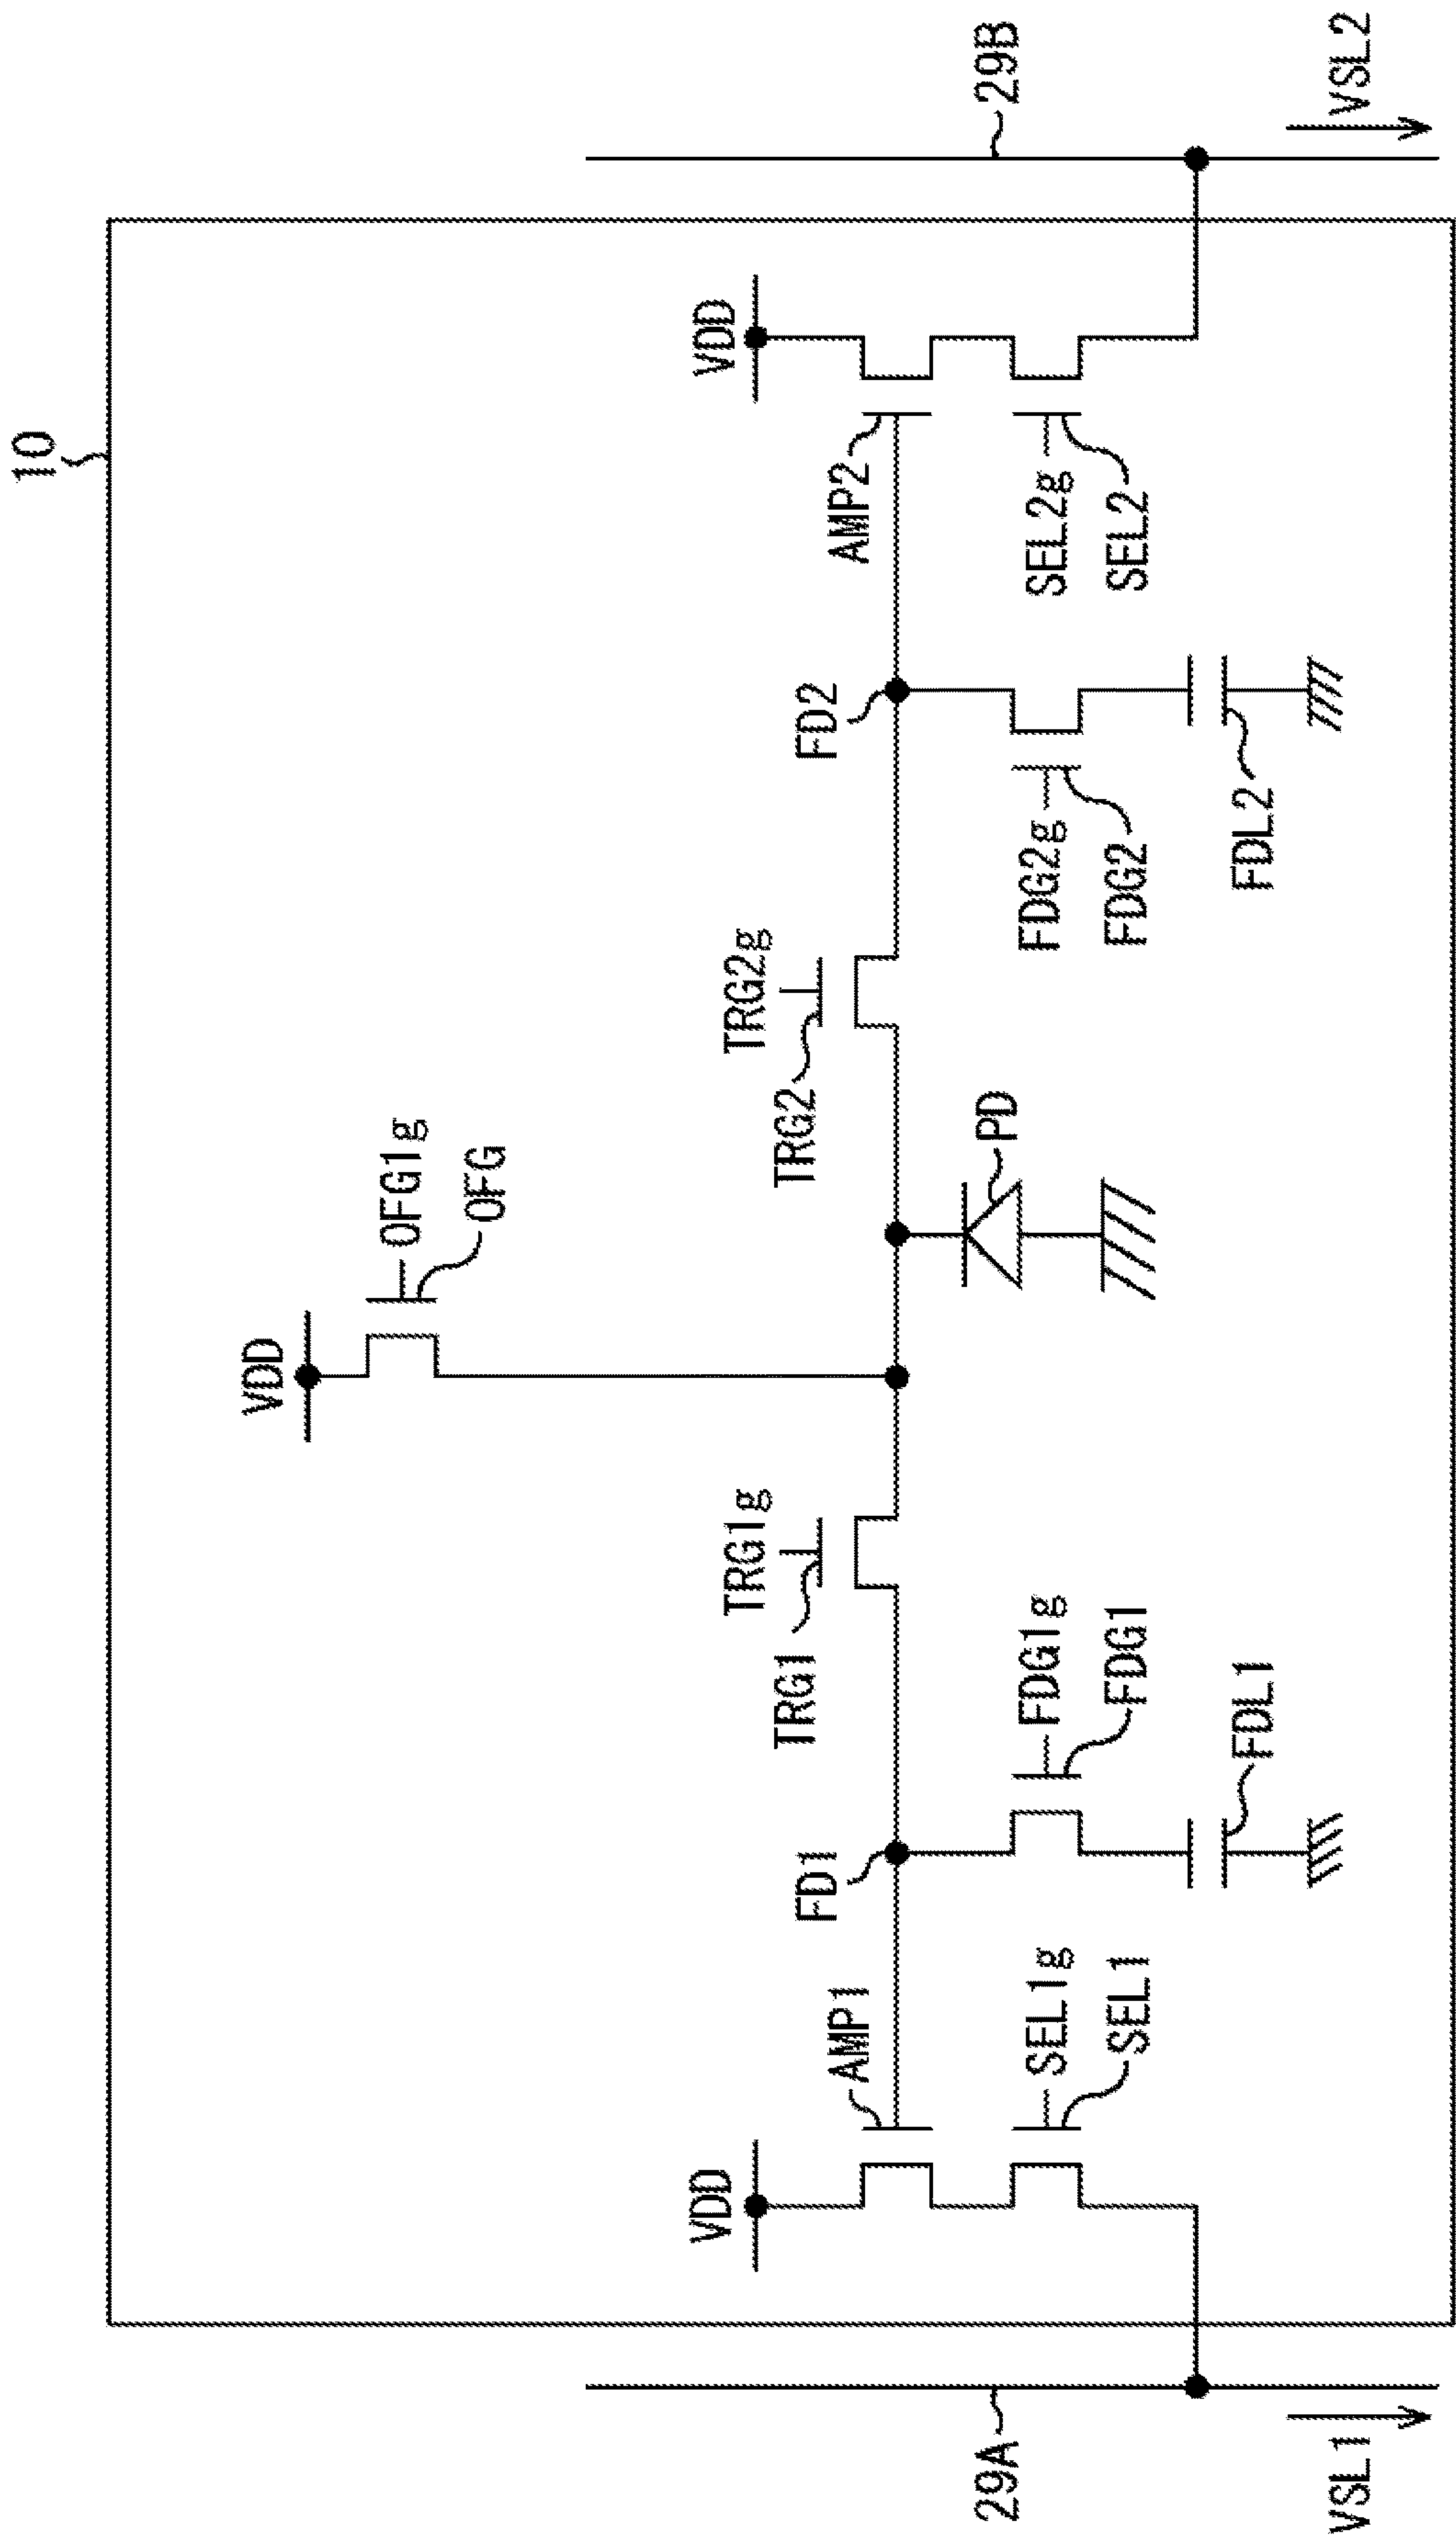 10
VDD
OFG1g
OFG
TRG1g
TRG1
TRG2g
TRG2
VDD
AMP1
FD1
FD2
AMP2
VDD
SEL1g
SEL1
FDG1g
FDG1
FDL1
PD
FDG2g
FDG2
FDL2
SEL2g
SEL2
29A
29B
VSL1
VSL2